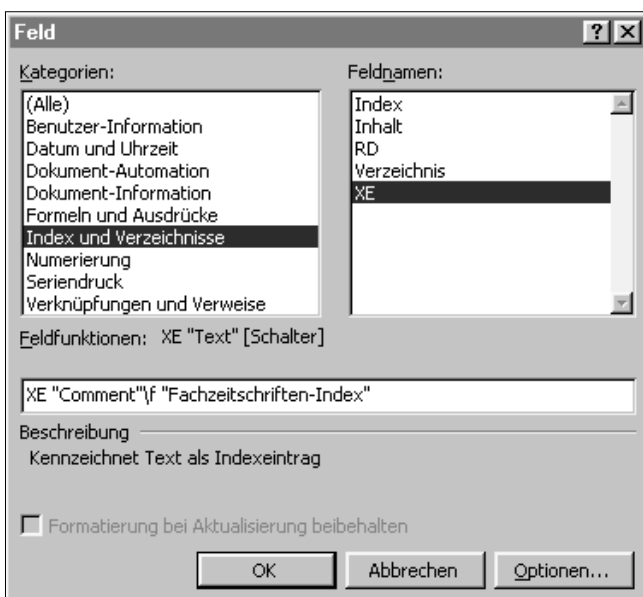 Feld
Kategorien:
(Alle)
Benutzer-Information
Datum und Uhrzeit
Dokument-Automation
Dokument-Information
Formeln und Ausdrücke
Index und Verzeichnisse
Numerierung
Seriendruck
Verknüpfungen und Verweise
Feldnamen:
Index
Inhalt
RD
Verzeichnis
XE
Feldfunktionen: XE "Text" [Schalter]
XE "Comment"\f "Fachzeitschriften-Index"
Beschreibung
Kennzeichnet Text als Indexeintrag
Formatierung bei Aktualisierung beibehalten
OK Abbrechen Optionen...